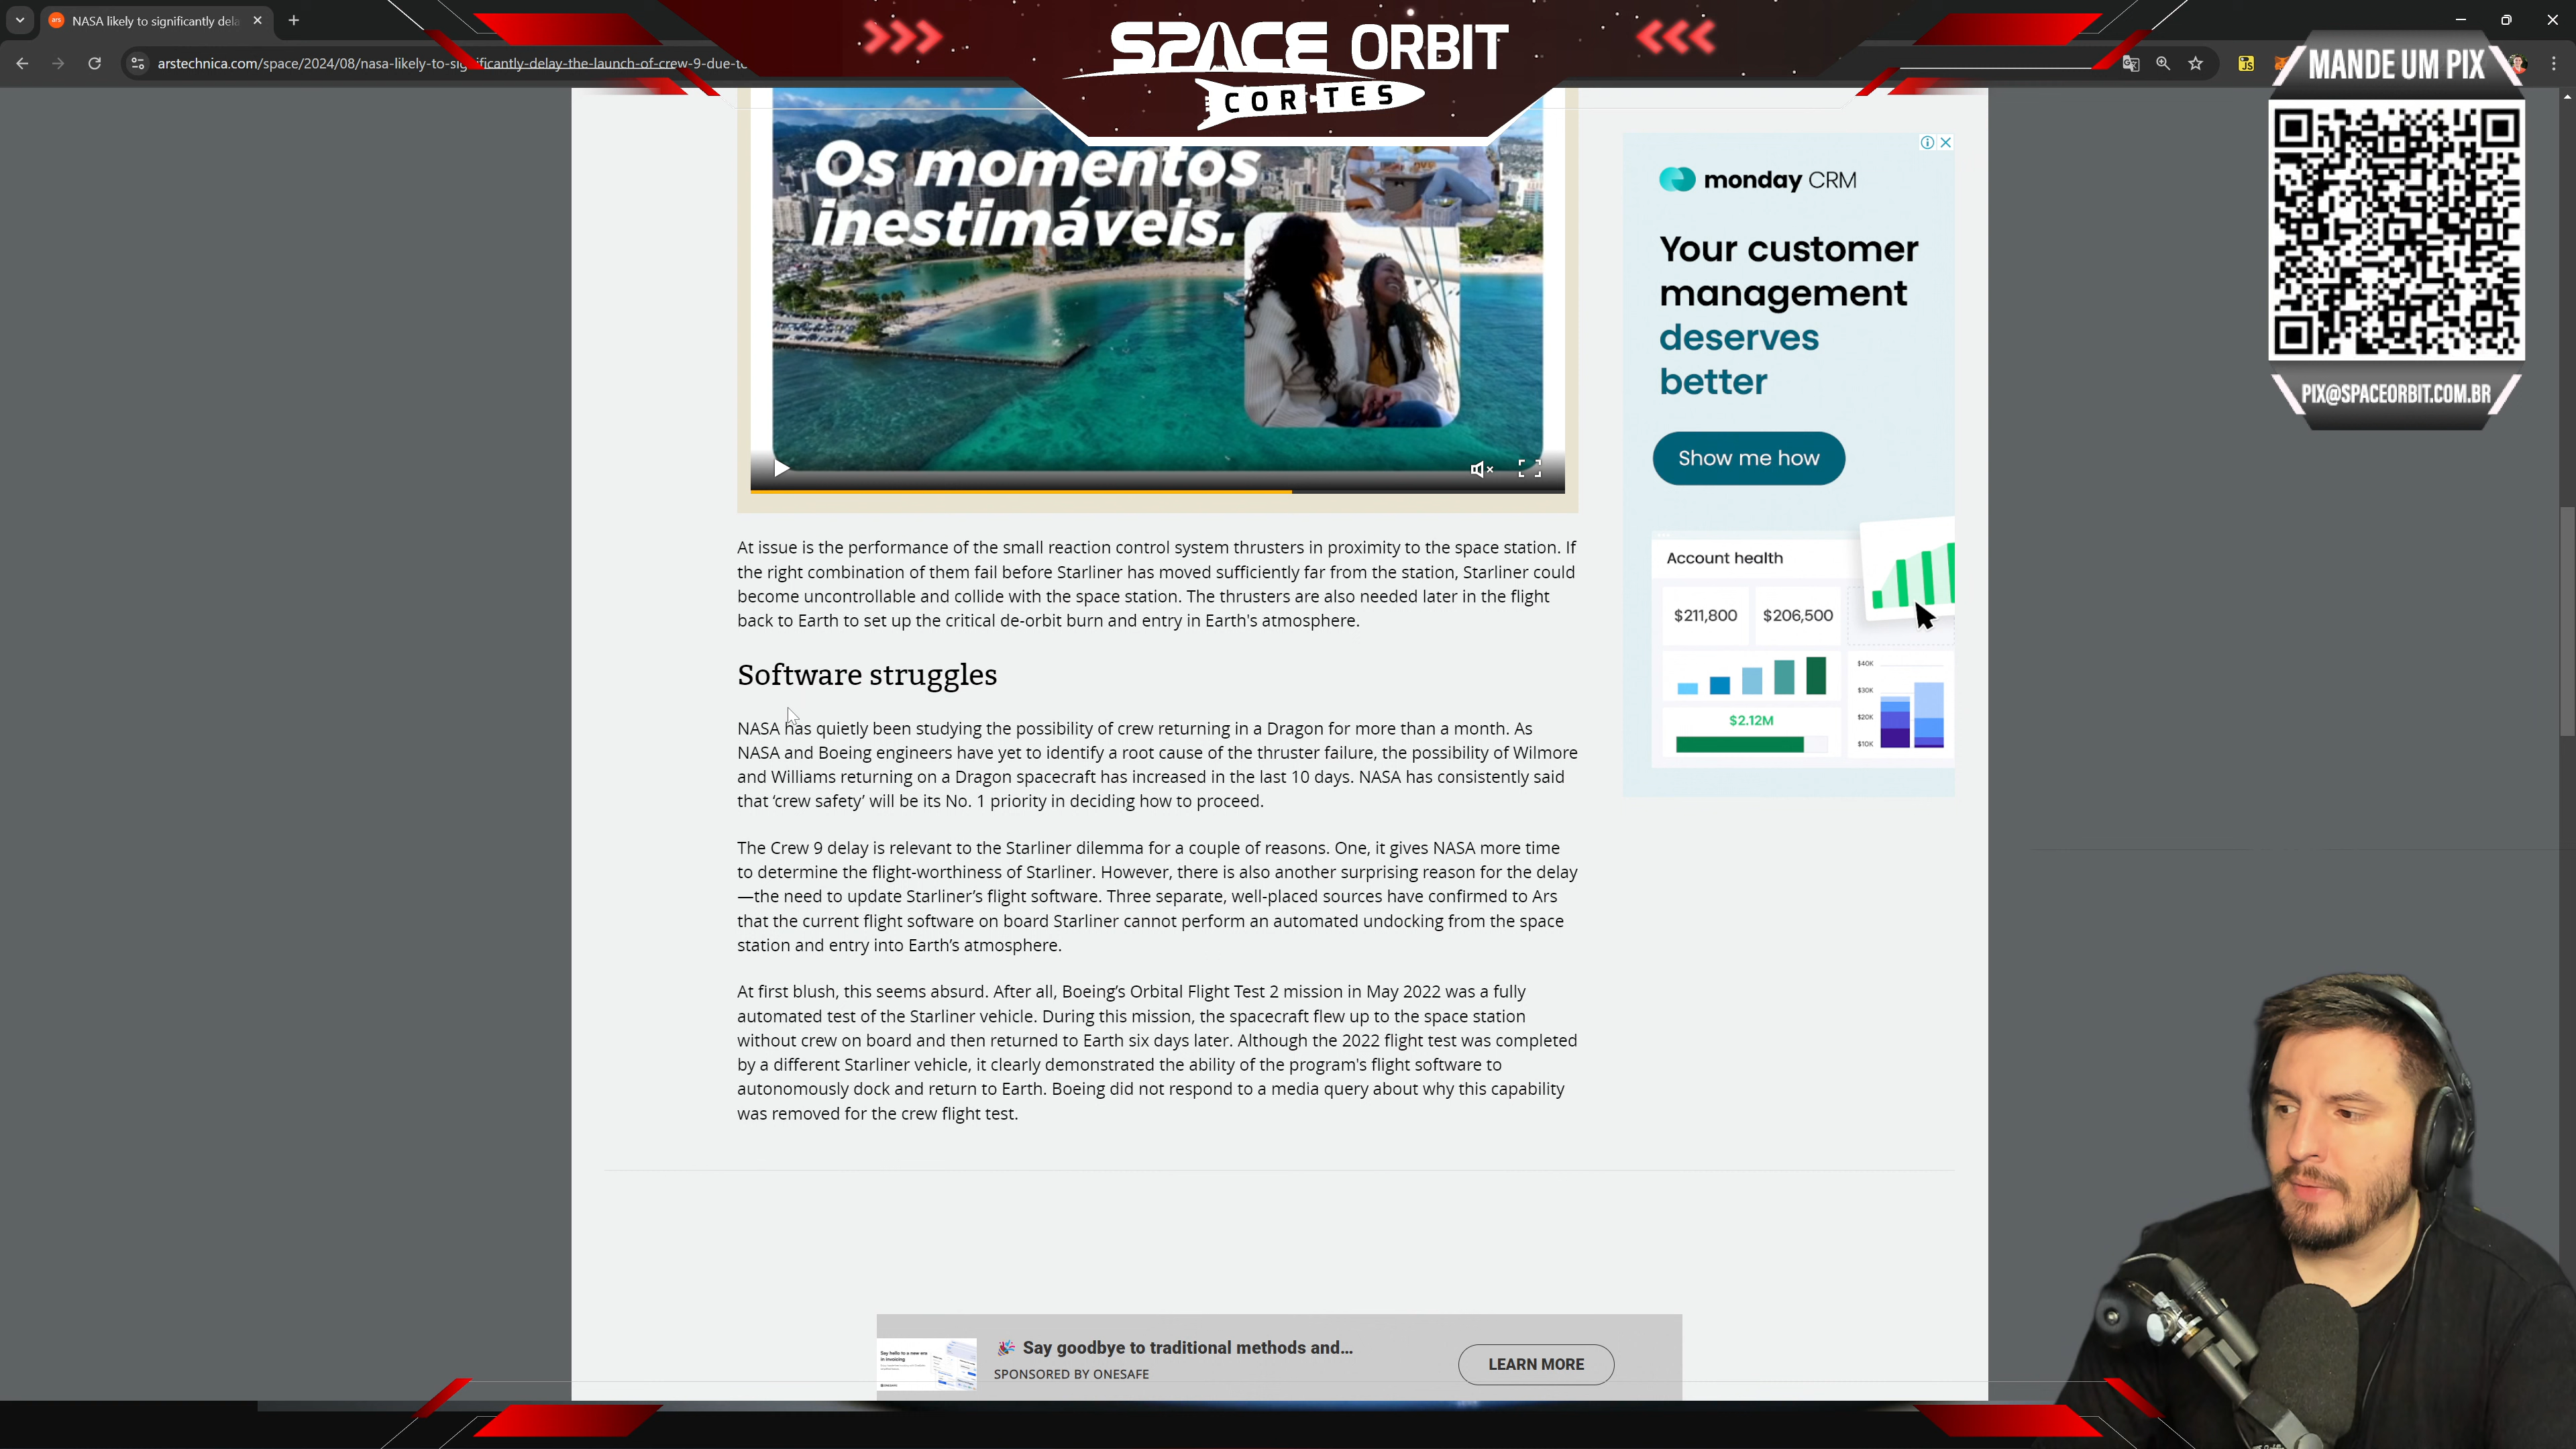 NASA likely to significantly dela
arstechnica.com/space/2024/08/nasa-likely-to-significantly-delay-the-launch-of-crew-9-due-to
SPACE ORBIT
CORTES
MANDE UM PIX
PIX@SPACEORBIT.COM.BR
Os momentos
inestimáveis.
monday CRM
Your customer
management
deserves
better
Show me how
Account health
$211,800 $206,500
$2.12M
$40K
$30K
$20K
$10K
At issue is the performance of the small reaction control system thrusters in proximity to the space station. If
the right combination of them fail before Starliner has moved sufficiently far from the station, Starliner could
become uncontrollable and collide with the space station. The thrusters are also needed later in the flight
back to Earth to set up the critical de-orbit burn and entry in Earth's atmosphere.
Software struggles
NASA has quietly been studying the possibility of crew returning in a Dragon for more than a month. As
NASA and Boeing engineers have yet to identify a root cause of the thruster failure, the possibility of Wilmore
and Williams returning on a Dragon spacecraft has increased in the last 10 days. NASA has consistently said
that ‘crew safety’ will be its No. 1 priority in deciding how to proceed.
The Crew 9 delay is relevant to the Starliner dilemma for a couple of reasons. One, it gives NASA more time
to determine the flight-worthiness of Starliner. However, there is also another surprising reason for the delay
—the need to update Starliner’s flight software. Three separate, well-placed sources have confirmed to Ars
that the current flight software on board Starliner cannot perform an automated undocking from the space
station and entry into Earth’s atmosphere.
At first blush, this seems absurd. After all, Boeing’s Orbital Flight Test 2 mission in May 2022 was a fully
automated test of the Starliner vehicle. During this mission, the spacecraft flew up to the space station
without crew on board and then returned to Earth six days later. Although the 2022 flight test was completed
by a different Starliner vehicle, it clearly demonstrated the ability of the program's flight software to
autonomously dock and return to Earth. Boeing did not respond to a media query about why this capability
was removed for the crew flight test.
Say hello to a new era
in invoicing
Say goodbye to traditional methods and…
SPONSORED BY ONESAFE
LEARN MORE